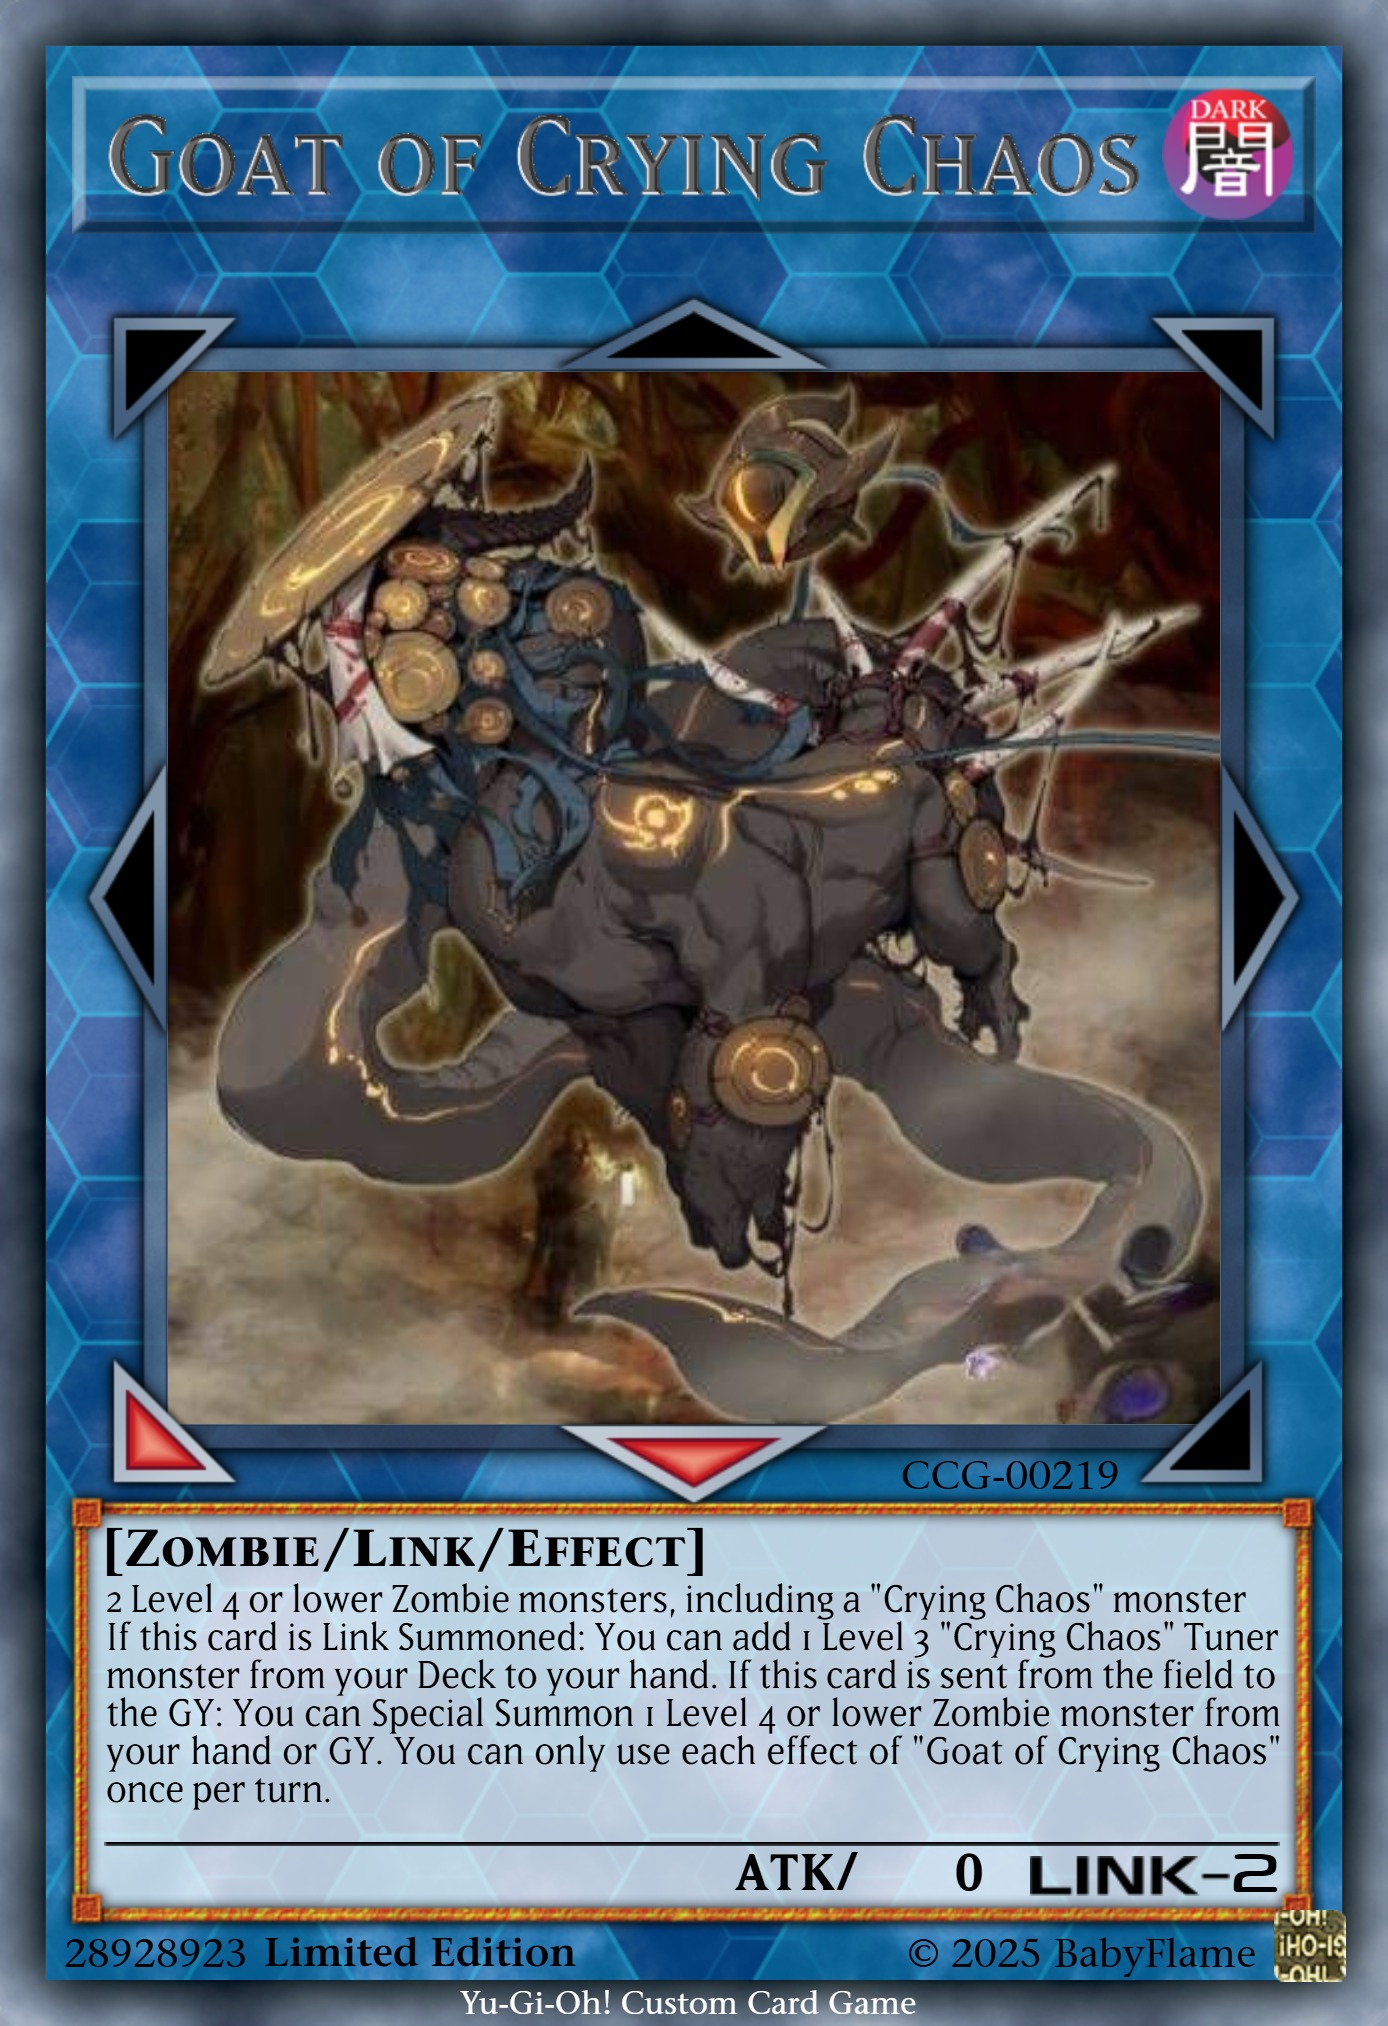 Goat of Crying Chaos
DARK
闇
CCG-00219
[Zombie/Link/Effect]
2 Level 4 or lower Zombie monsters, including a "Crying Chaos" monster
If this card is Link Summoned: You can add 1 Level 3 "Crying Chaos" Tuner
monster from your Deck to your hand. If this card is sent from the field to
the GY: You can Special Summon 1 Level 4 or lower Zombie monster from
your hand or GY. You can only use each effect of "Goat of Crying Chaos"
once per turn.
ATK/ 0 LINK-2
28928923 Limited Edition © 2025 BabyFlame
Yu-Gi-Oh! Custom Card Game